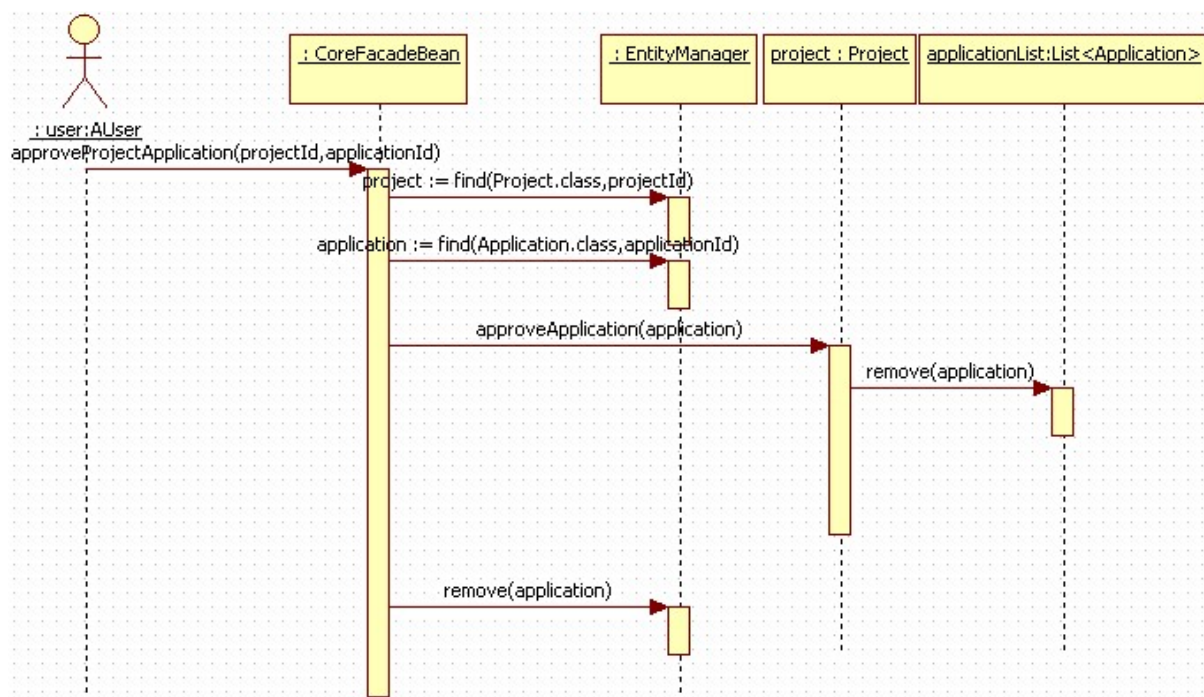 : CoreFacadeBean
: EntityManager
project : Project
applicationList:List<Application>
: user:AUser
approveProjectApplication(projectId,applicationId)
project := find(Project.class,projectId)
application := find(Application.class,applicationId)
approveApplication(application)
remove(application)
remove(application)